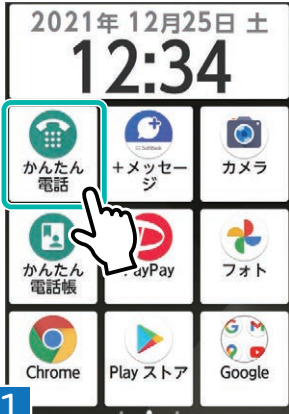 2021年 12月25日 土
12:34
かんたん
電話
SoftBank
+メッセー
ジ
カメラ
かんたん
電話帳
PayPay
フォト
Chrome
Play ストア
Google
1